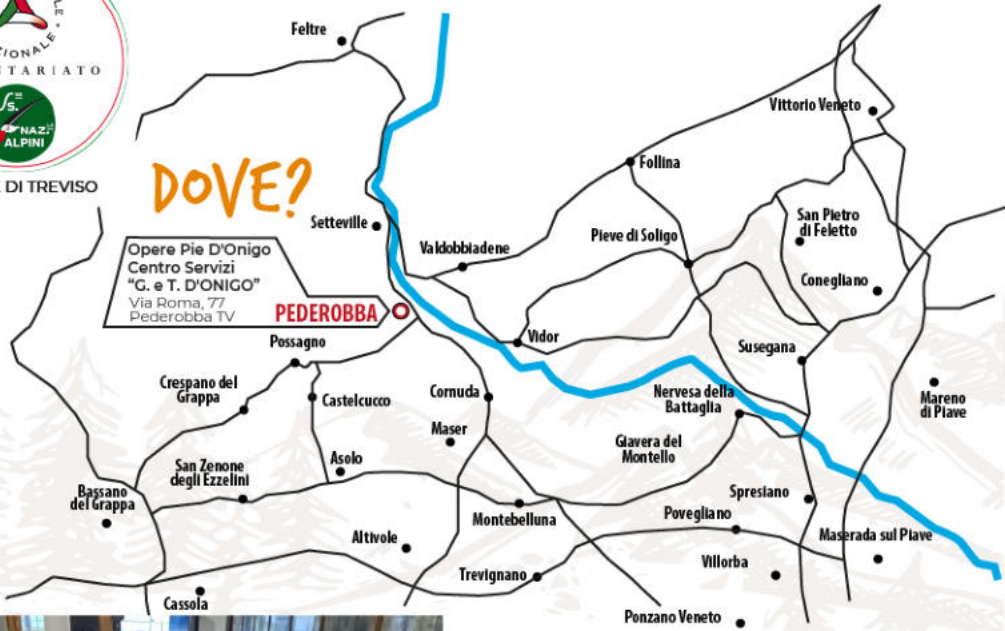 ZIONALE
TARIATO
SS.
NAZ.
ALPINI
DI TREVISO
DOVE?
Opere Pie D'Onigo
Centro Servizi
“G. e T. D'ONIGO”
Via Roma, 77
Pederobba TV
PEDEROBBA
Feltre
Vittorio Veneto
Follina
Setteville
Valdobbiadene
Pieve di Soligo
San Pietro
di Feletto
Conegliano
Possagno
Vidor
Susegana
Crespano del
Grappa
Castelcucco
Cornuda
Nervesa della
Battaglia
Mareno
di Piave
Maser
Giavera del
Montello
San Zenone
degli Ezzelini
Asolo
Bassano
del Grappa
Spresiano
Montebelluna
Povegliano
Altivole
Maserada sul Piave
Trevignano
Villorba
Cassola
Ponzano Veneto